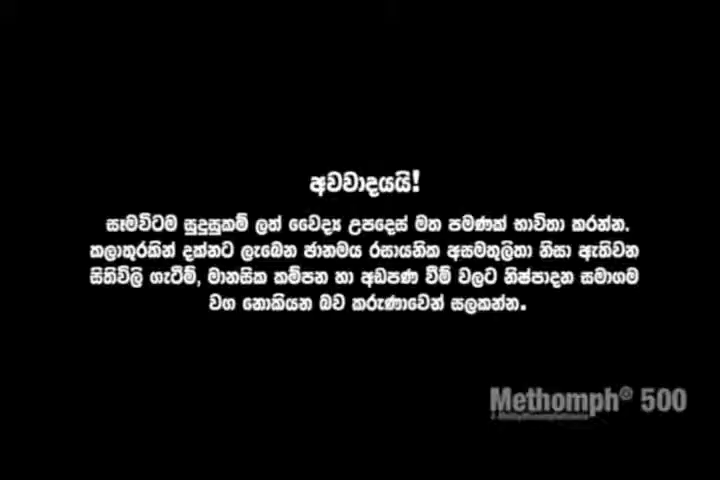 අවවාදයයි!
සෑමවිටම සුදුසුකම් ලත් වෛද්‍ය උපදෙස් මත පමණක් භාවිතා කරන්න.
කලාතුරකින් දක්නට ලැබෙන ජානමය රසායනික අසමතුලිතා නිසා ඇතිවන
සිතිවිලි ගැටීම්, මානසික කම්පන හා අඩපණ වීම් වලට නිෂ්පාදන සමාගම
වග නොකියන බව කරුණාවෙන් සලකන්න.
Methomph® 500